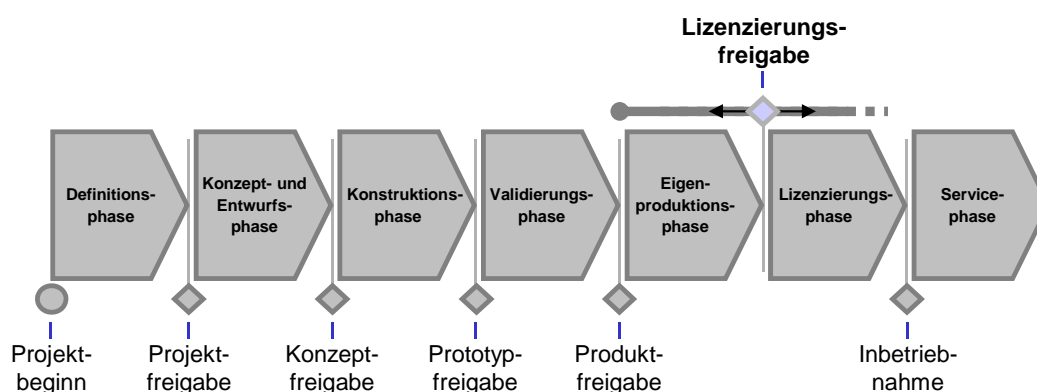 Lizenzierungs-
freigabe
Definitions-
phase
Konzept- und
Entwurfs-
phase
Konstruktions-
phase
Validierungs-
phase
Eigen-
produktions-
phase
Lizenzierungs-
phase
Service-
phase
Projekt-
beginn
Projekt-
freigabe
Konzept-
freigabe
Prototyp-
freigabe
Produkt-
freigabe
Inbetrieb-
nahme